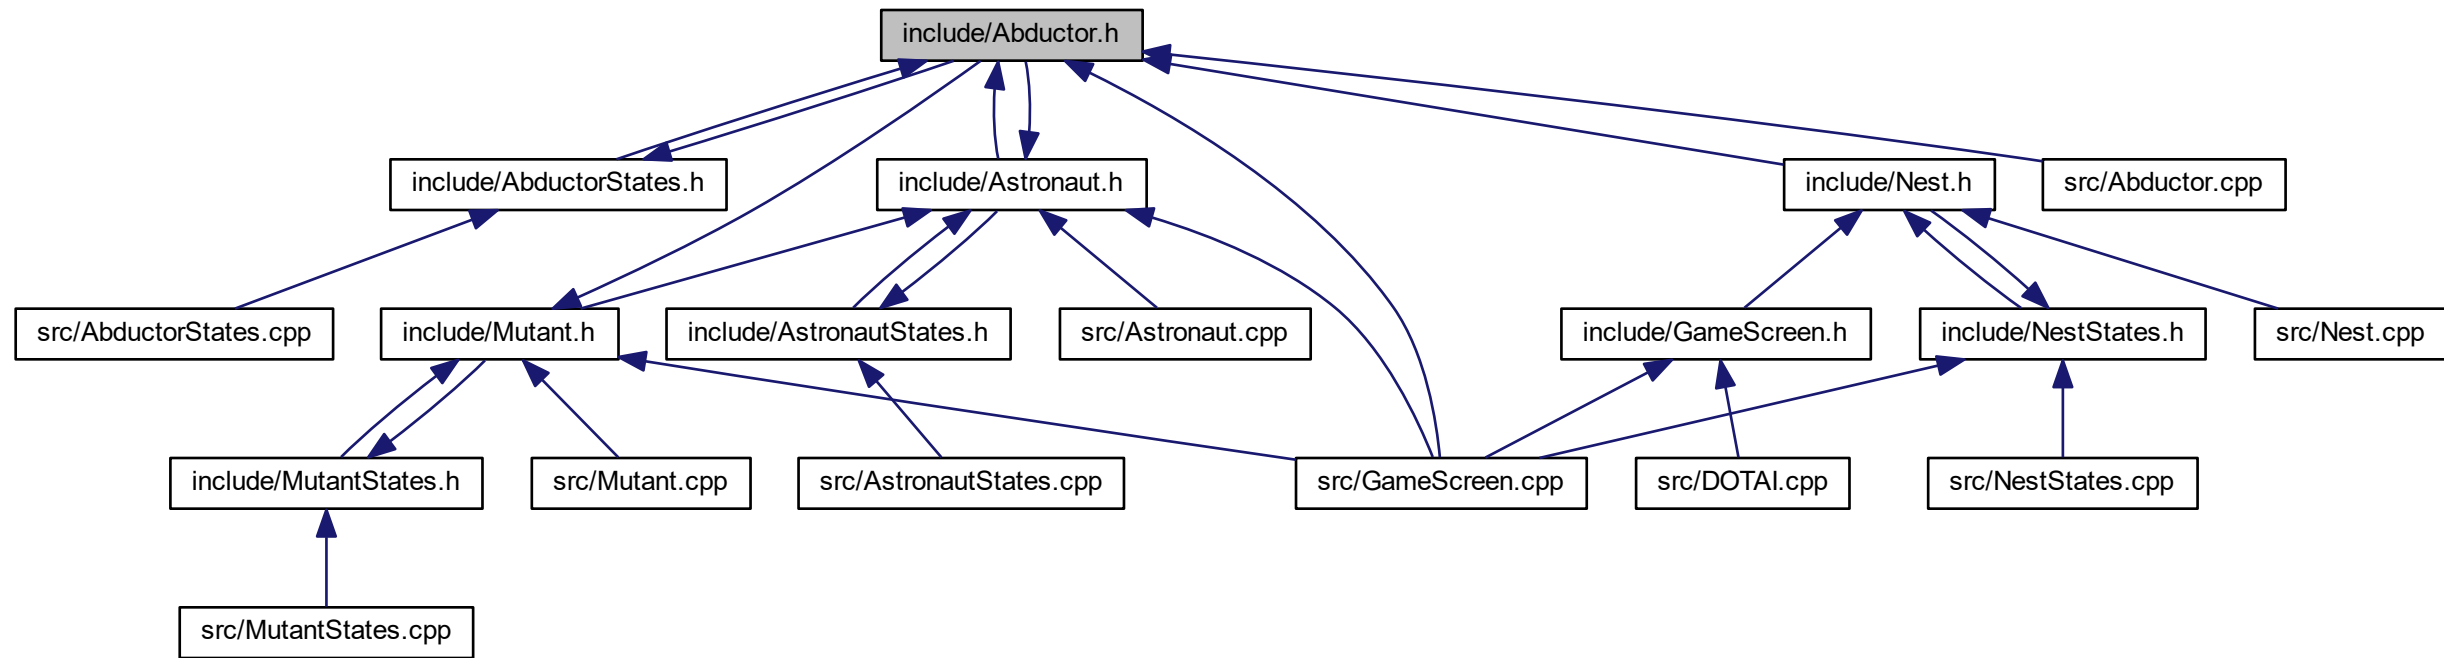 include/Abductor.h
include/AbductorStates.h
include/Astronaut.h
include/Nest.h
src/Abductor.cpp
src/AbductorStates.cpp
include/Mutant.h
include/AstronautStates.h
src/Astronaut.cpp
include/GameScreen.h
include/NestStates.h
src/Nest.cpp
include/MutantStates.h
src/Mutant.cpp
src/AstronautStates.cpp
src/GameScreen.cpp
src/DOTAI.cpp
src/NestStates.cpp
src/MutantStates.cpp